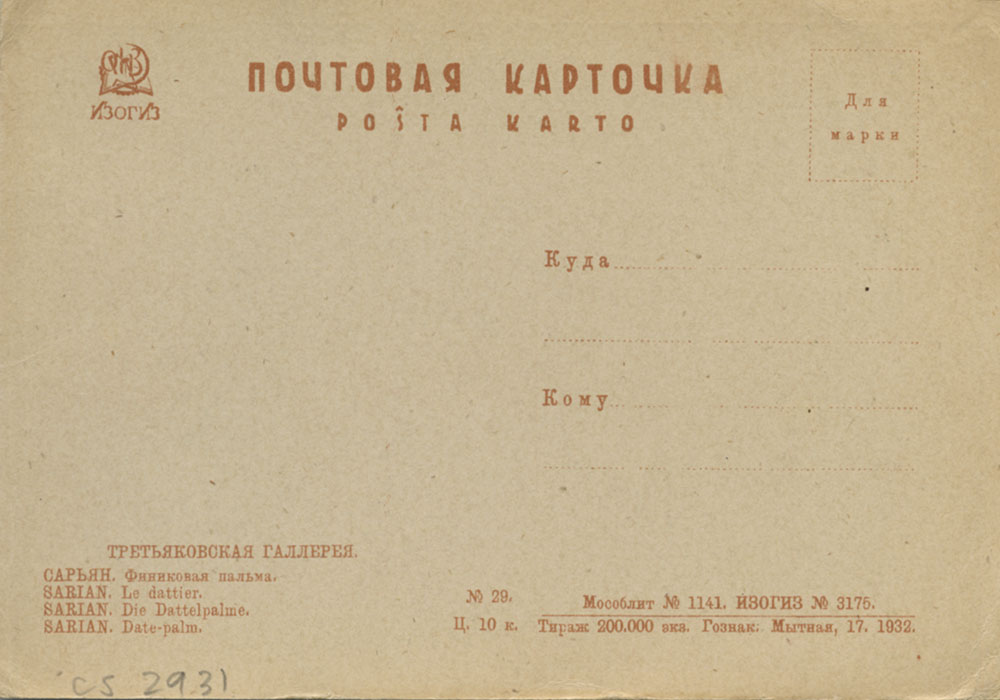 ИЗОГИЗ
ПОЧТОВАЯ КАРТОЧКА
POŜTA KARTO
Для
марки
Куда
Кому
ТРЕТЬЯКОВСКАЯ ГАЛЛЕРЕЯ.
САРЬЯН. Финиковая пальма.
SARIAN. Le dattier.
SARIAN. Die Dattelpalme.
SARIAN. Date-palm.
№ 29.
Ц. 10 к.
Мособлит № 1141. ИЗОГИЗ № 3175.
Тираж 200.000 экз. Гознак. Мытная, 17. 1932.
CS 2931